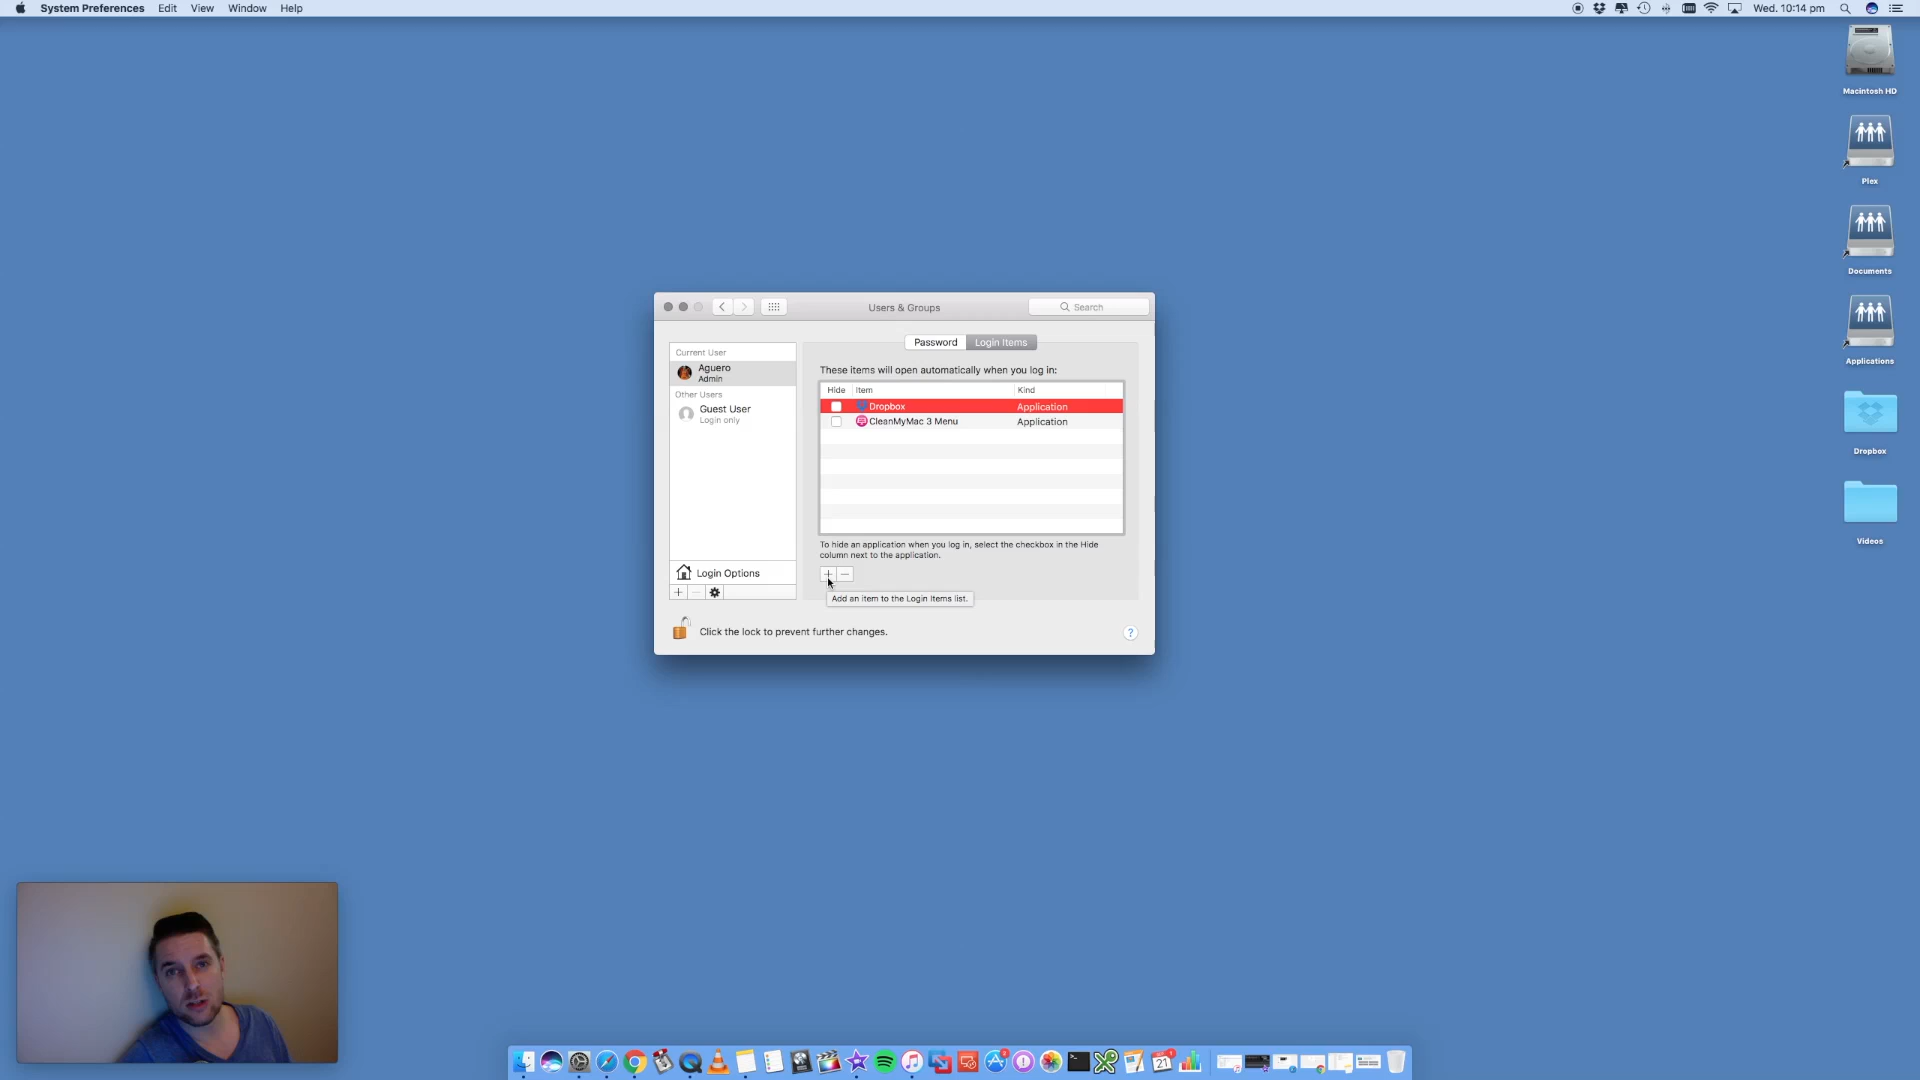 System Preferences Edit View Window Help
Wed. 10:14 pm
Macintosh HD
Plex
Documents
Applications
Dropbox
Videos
Users & Groups
Search
Password
Login Items
Current User
Aguero
Admin
Other Users
Guest User
Login only
Login Options
These items will open automatically when you log in:
Hide Item Kind
Dropbox Application
CleanMyMac 3 Menu Application
To hide an application when you log in, select the checkbox in the Hide
column next to the application.
Add an item to the Login Items list.
Click the lock to prevent further changes.
?
21